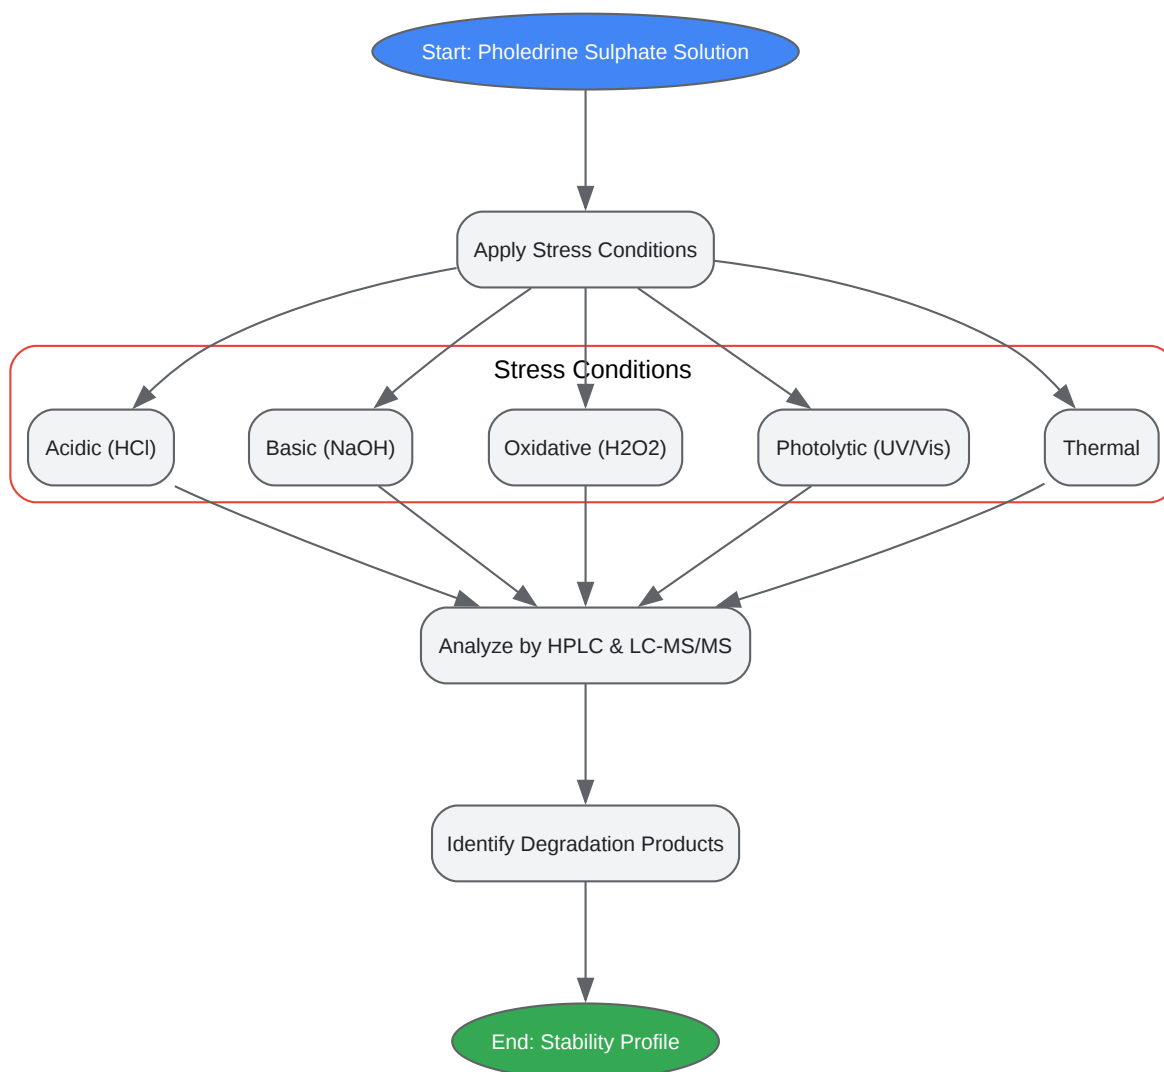 Start: Pholedrine Sulphate Solution
Apply Stress Conditions
Stress Conditions
Acidic (HCl)
Basic (NaOH)
Oxidative (H2O2)
Photolytic (UV/Vis)
Thermal
Analyze by HPLC & LC-MS/MS
Identify Degradation Products
End: Stability Profile